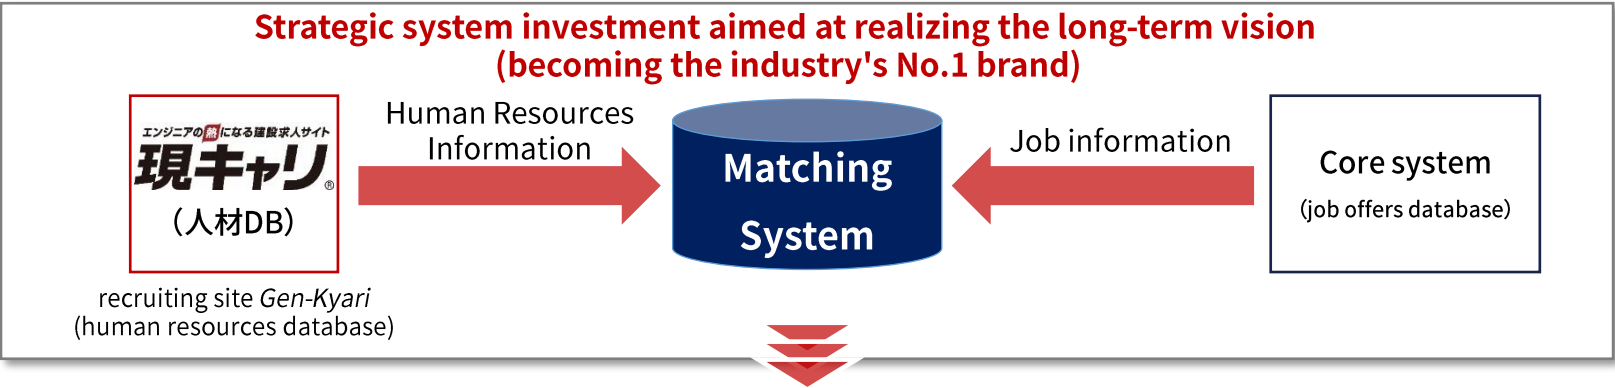 Strategic system investment aimed at realizing the long-term vision
(becoming the industry's No.1 brand)
エンジニアの熱になる建設求人サイト
現キャリ®
（人材DB）
recruiting site Gen-Kyari
(human resources database)
Human Resources
Information
Matching
System
Job information
Core system
（job offers database）